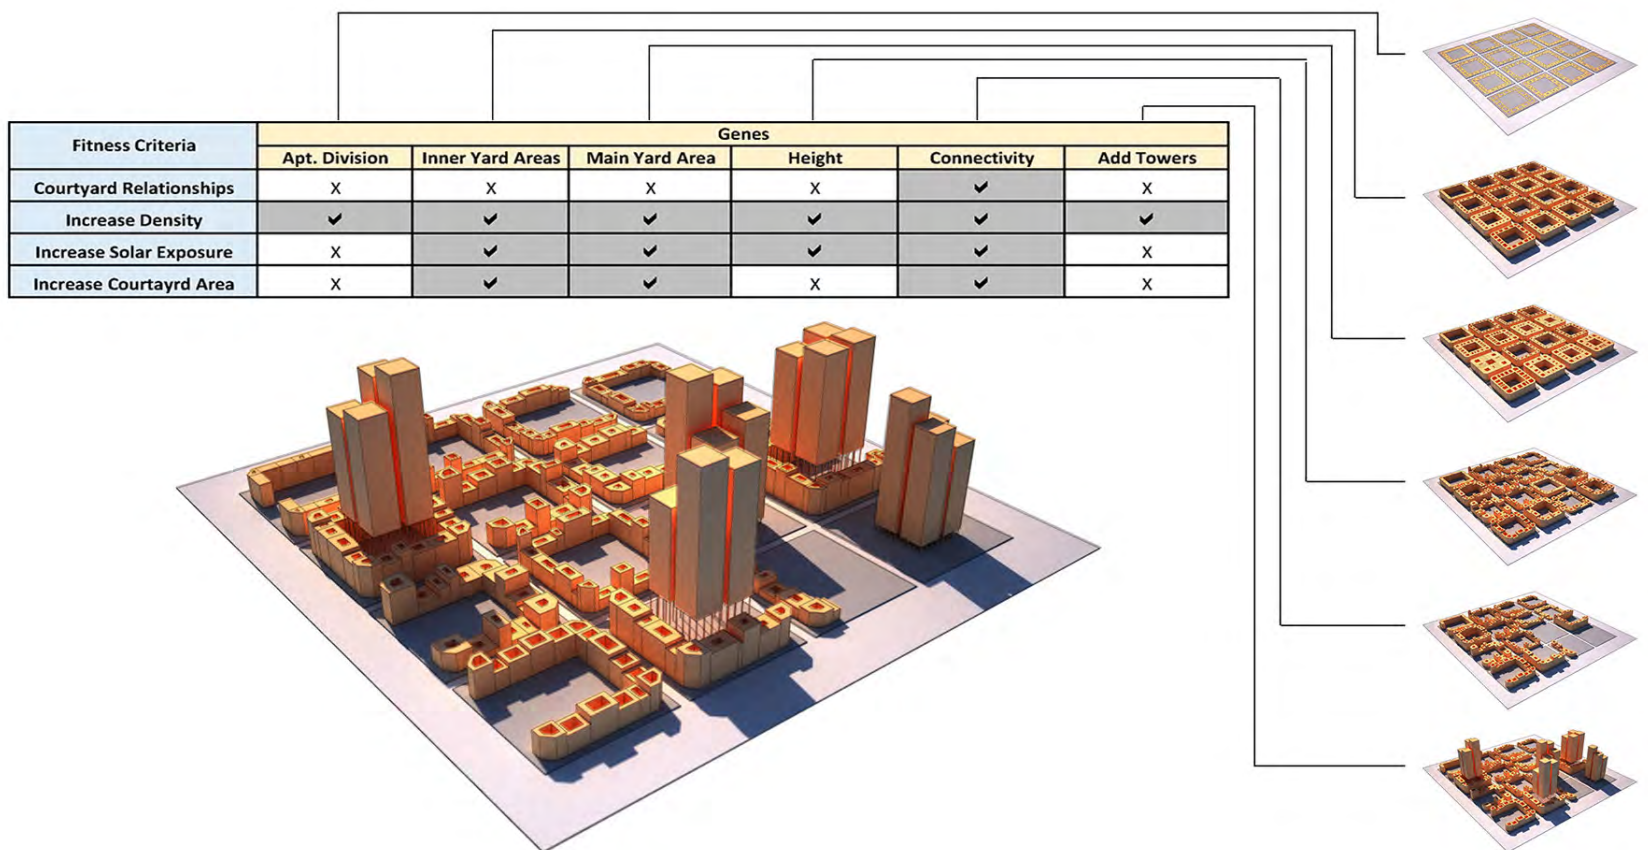 Fitness Criteria
Genes
Apt. Division Inner Yard Areas Main Yard Area Height Connectivity Add Towers
Courtyard Relationships X X X X ✔ X
Increase Density ✔ ✔ ✔ ✔ ✔ ✔
Increase Solar Exposure X ✔ ✔ ✔ ✔ X
Increase Courtayrd Area X ✔ ✔ X ✔ X